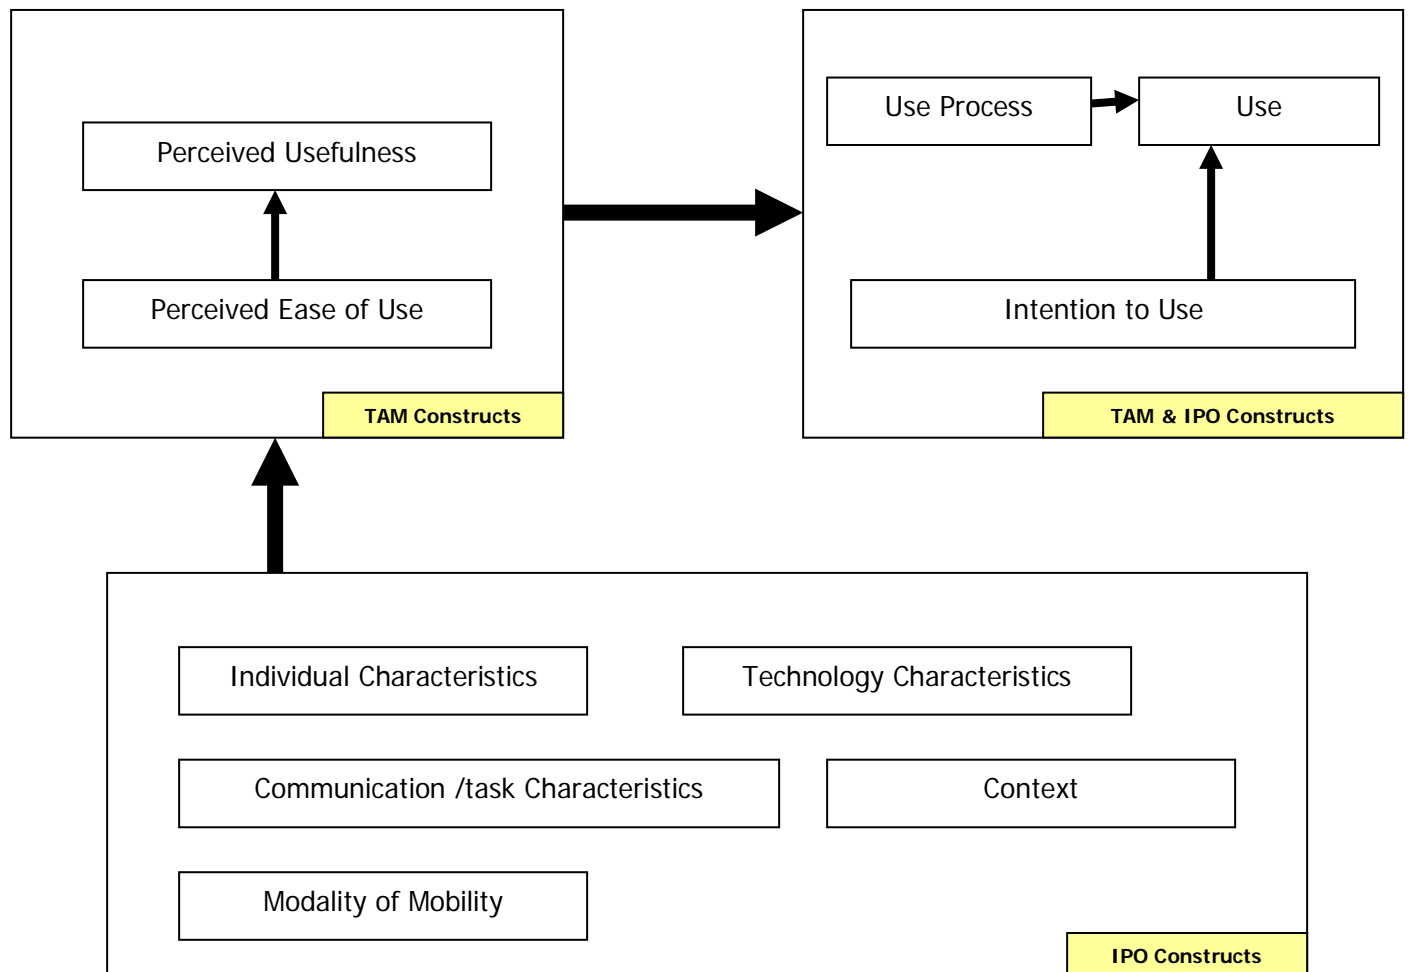 Perceived Usefulness
Perceived Ease of Use
TAM Constructs
Use Process
Use
Intention to Use
TAM & IPO Constructs
Individual Characteristics
Technology Characteristics
Communication /task Characteristics
Context
Modality of Mobility
IPO Constructs